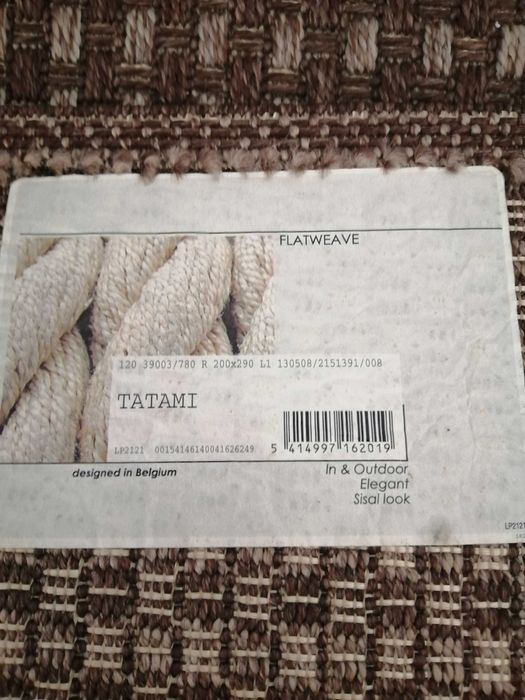 FLATWEAVE
120 39003/780 R 200x290 L1 130508/2151391/008
TATAMI
LP2121 00154146140041626249
5 414997 162019
designed in Belgium
In & Outdoor
Elegant
Sisal look
LP2121